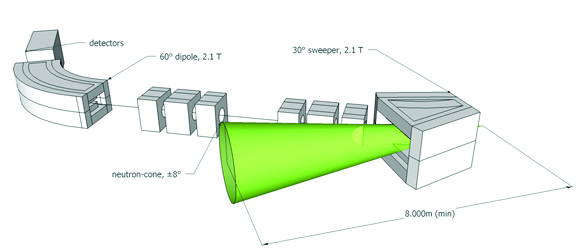 detectors
60° dipole, 2.1 T
30° sweeper, 2.1 T
neutron-cone, ±8°
8.000m (min)